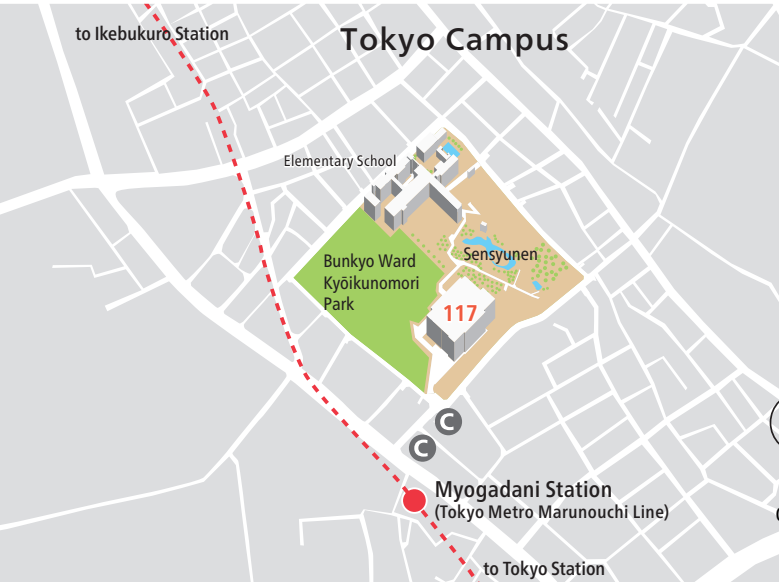 to Ikebukuro Station
Tokyo Campus
Elementary School
Bunkyo Ward
Kyōikunomori
Park
Sensyunen
117
C
C
Myogadani Station
(Tokyo Metro Marunouchi Line)
to Tokyo Station